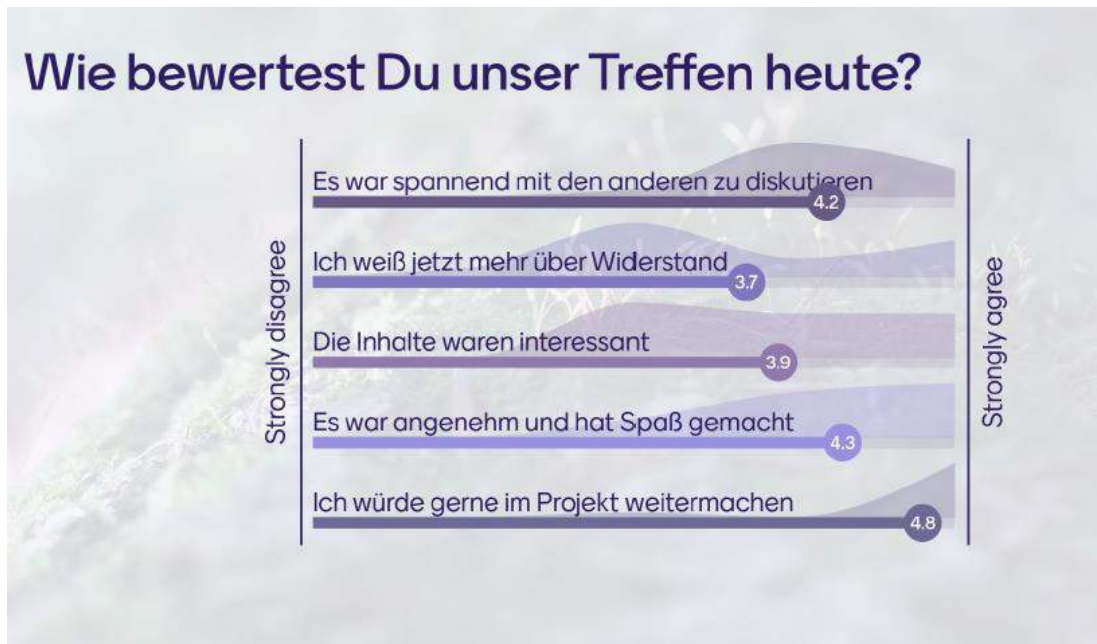 Wie bewertest Du unser Treffen heute?
Strongly disagree
Es war spannend mit den anderen zu diskutieren
4.2
Ich weiß jetzt mehr über Widerstand
3.7
Die Inhalte waren interessant
3.9
Es war angenehm und hat Spaß gemacht
4.3
Ich würde gerne im Projekt weitermachen
4.8
Strongly agree